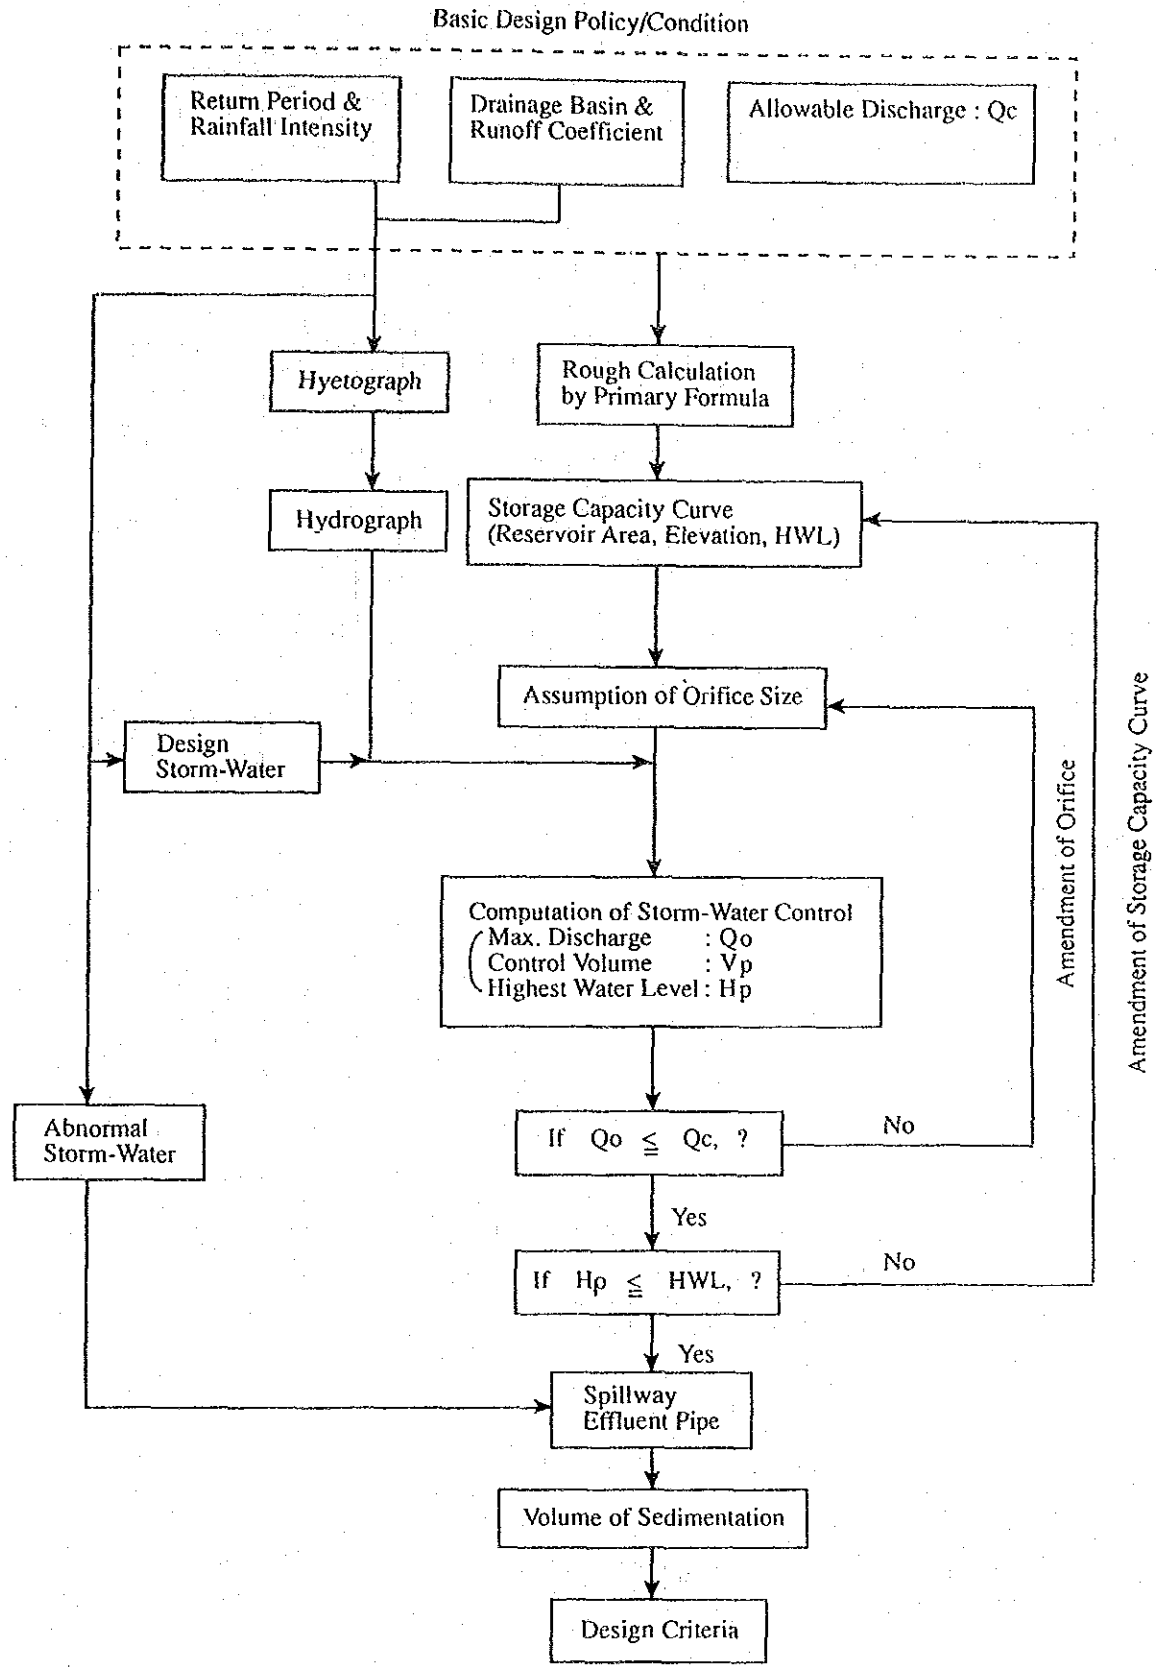 Basic Design Policy/Condition
Return Period &
Rainfall Intensity
Drainage Basin &
Runoff Coefficient
Allowable Discharge : Qc
Hyetograph
Rough Calculation
by Primary Formula
Hydrograph
Storage Capacity Curve
(Reservoir Area, Elevation, HWL)
Assumption of Orifice Size
Design
Storm-Water
Amendment of Orifice
Amendment of Storage Capacity Curve
Computation of Storm-Water Control
Max. Discharge : Qo
Control Volume : Vp
Highest Water Level : Hp
Abnormal
Storm-Water
If Qo ≦ Qc, ?
No
Yes
If Hp ≦ HWL, ?
No
Yes
Spillway
Effluent Pipe
Volume of Sedimentation
Design Criteria